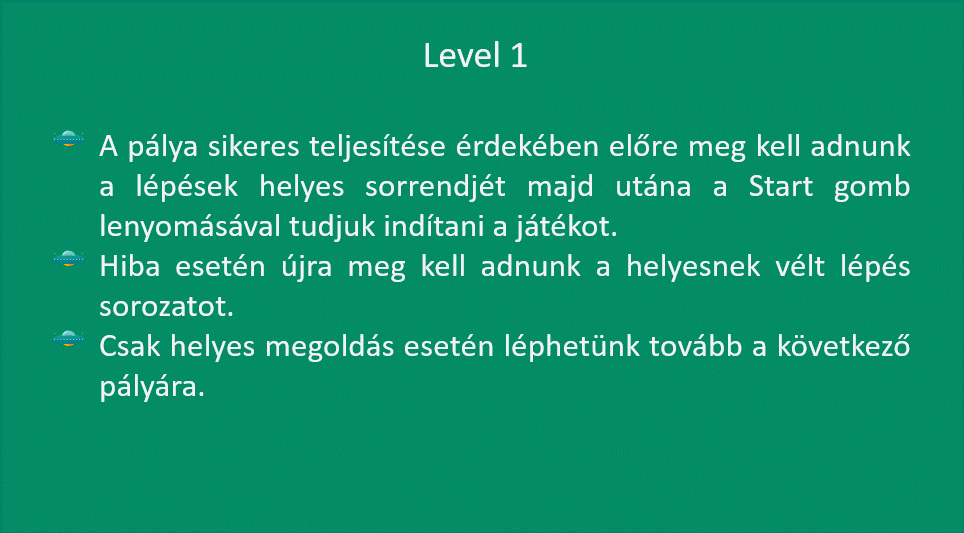 Level 1
A pálya sikeres teljesítése érdekében előre meg kell adnunk
a lépések helyes sorrendjét majd utána a Start gomb
lenyomásával tudjuk indítani a játékot.
Hiba esetén újra meg kell adnunk a helyesnek vélt lépés
sorozatot.
Csak helyes megoldás esetén léphetünk tovább a következő
pályára.